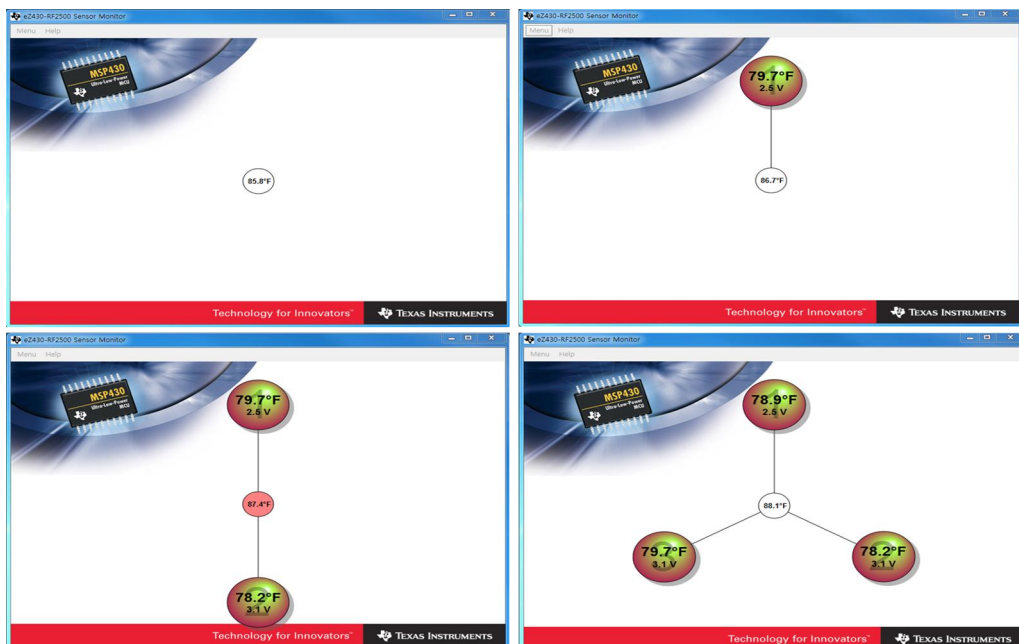 eZ430-RF2500 Sensor Monitor
Menu Help
MSP430
Ultra-Low-Power
MCU
85.8°F
Technology for Innovators™
TEXAS INSTRUMENTS
eZ430-RF2500 Sensor Monitor
Menu Help
MSP430
Ultra-Low-Power
MCU
79.7°F
2.5 V
86.7°F
Technology for Innovators™
TEXAS INSTRUMENTS
eZ430-RF2500 Sensor Monitor
Menu Help
MSP430
Ultra-Low-Power
MCU
79.7°F
2.5 V
87.4°F
78.2°F
3.1 V
Technology for Innovators™
TEXAS INSTRUMENTS
eZ430-RF2500 Sensor Monitor
Menu Help
MSP430
Ultra-Low-Power
MCU
78.9°F
2.5 V
88.1°F
79.7°F
3.1 V
78.2°F
3.1 V
Technology for Innovators™
TEXAS INSTRUMENTS